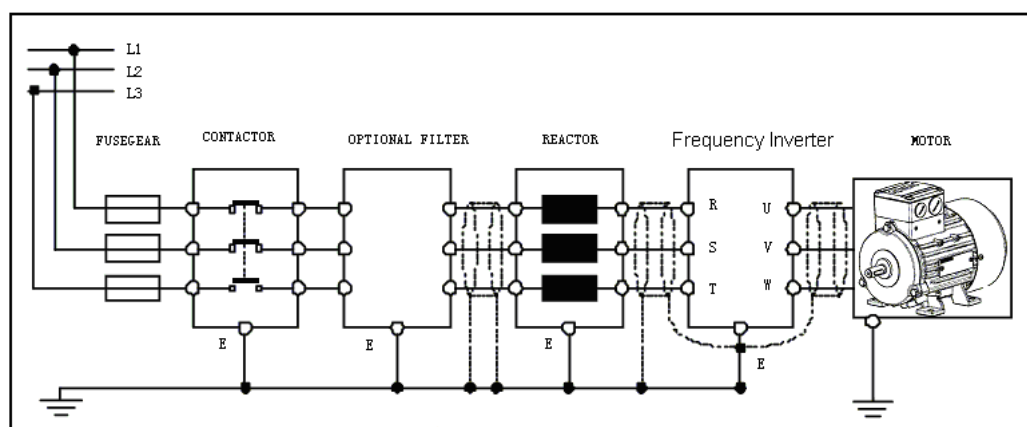 L1
L2
L3
FUSEGEAR CONTACTOR OPTIONAL FILTER REACTOR Frequency Inverter MOTOR
R U
S V
T W
E E E E